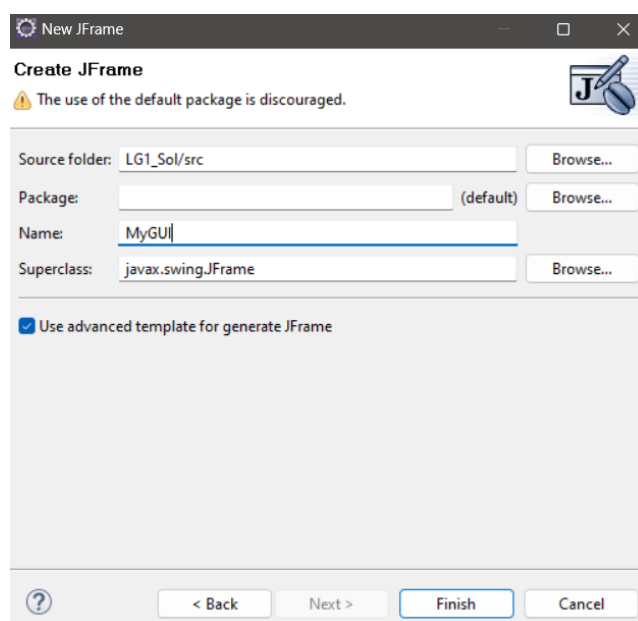 New JFrame
Create JFrame
The use of the default package is discouraged.
Source folder: LG1_Sol/src Browse...
Package: (default) Browse...
Name: MyGUI
Superclass: javax.swing.JFrame Browse...
Use advanced template for generate JFrame
< Back Next > Finish Cancel